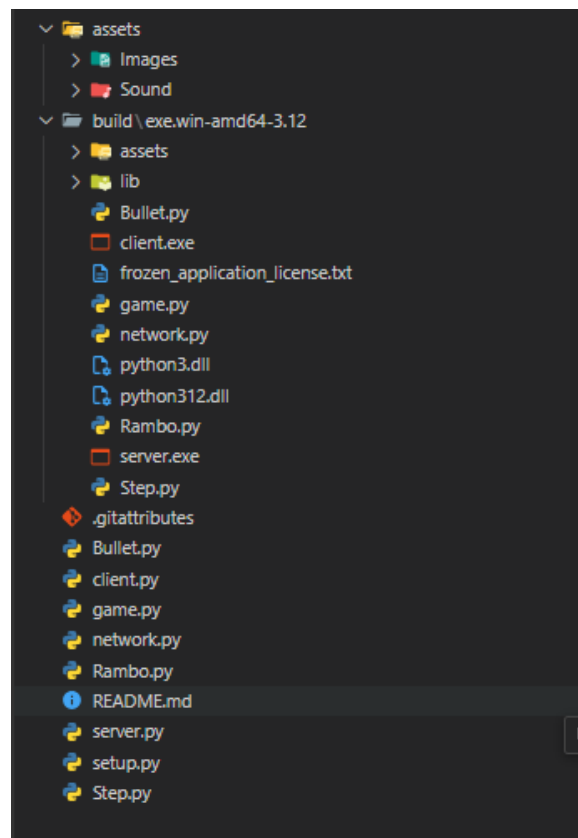 assets
Images
Sound
build\exe.win-amd64-3.12
assets
lib
Bullet.py
client.exe
frozen_application_license.txt
game.py
network.py
python3.dll
python312.dll
Rambo.py
server.exe
Step.py
.gitattributes
Bullet.py
client.py
game.py
network.py
Rambo.py
README.md
server.py
setup.py
Step.py